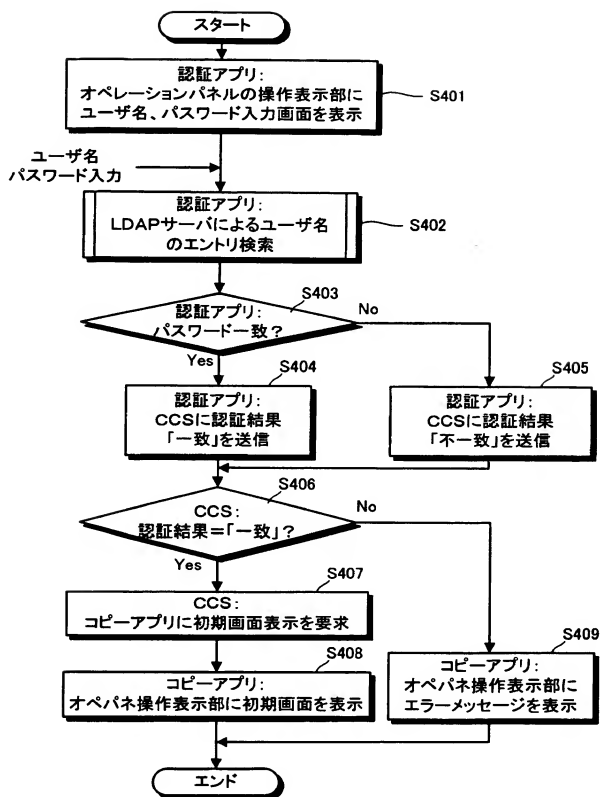 スタート
認証アプリ:
オペレーションパネルの操作表示部に
ユーザ名、パスワード入力画面を表示
S401
ユーザ名
パスワード入力
認証アプリ:
LDAPサーバによるユーザ名
のエントリ検索
S402
S403
認証アプリ:
パスワード一致?
No
Yes
S404
認証アプリ:
CCSに認証結果
「一致」を送信
S405
認証アプリ:
CCSに認証結果
「不一致」を送信
S406
CCS:
認証結果=「一致」?
No
Yes
S407
CCS:
コピーアプリに初期画面表示を要求
S408
コピーアプリ:
オペパネ操作表示部に初期画面を表示
S409
コピーアプリ:
オペパネ操作表示部に
エラーメッセージを表示
エンド